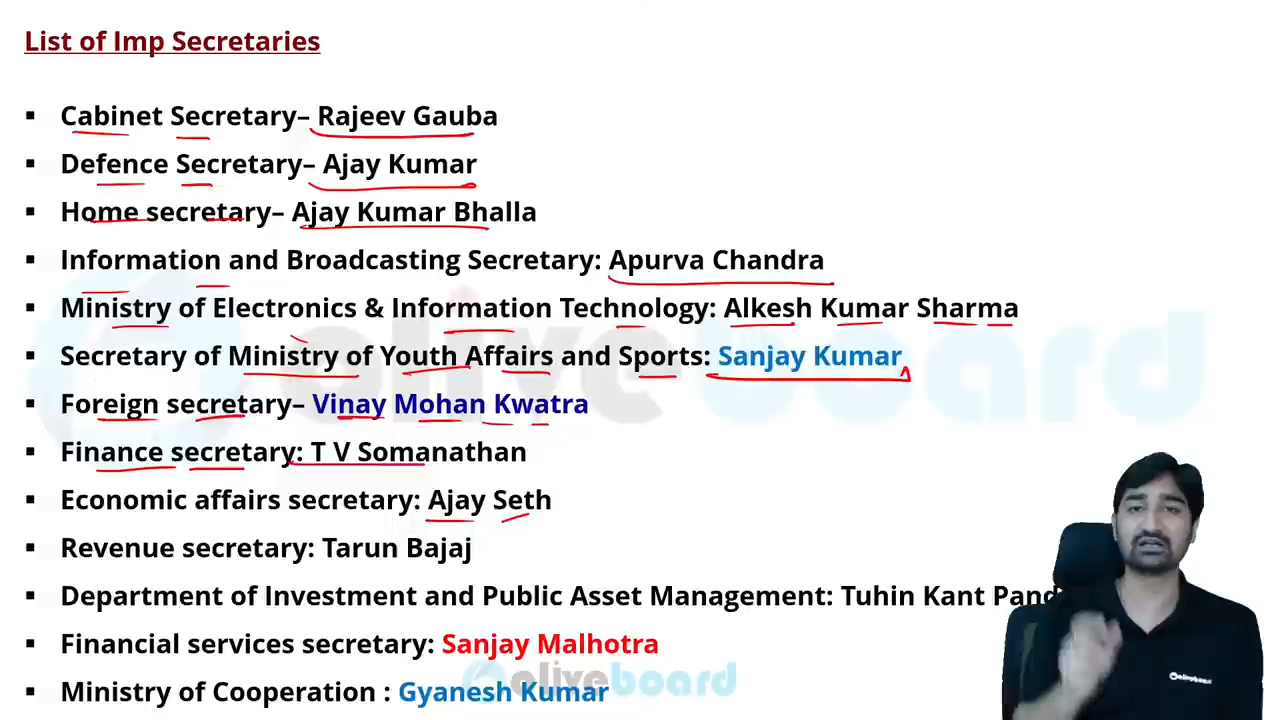 List of Imp Secretaries
▪ Cabinet Secretary– Rajeev Gauba
▪ Defence Secretary– Ajay Kumar
▪ Home secretary– Ajay Kumar Bhalla
▪ Information and Broadcasting Secretary: Apurva Chandra
▪ Ministry of Electronics & Information Technology: Alkesh Kumar Sharma
▪ Secretary of Ministry of Youth Affairs and Sports: Sanjay Kumar
▪ Foreign secretary– Vinay Mohan Kwatra
▪ Finance secretary: T V Somanathan
▪ Economic affairs secretary: Ajay Seth
▪ Revenue secretary: Tarun Bajaj
▪ Department of Investment and Public Asset Management: Tuhin Kant
▪ Financial services secretary: Sanjay Malhotra
▪ Ministry of Cooperation : Gyanesh Kumar
oliveboard
oliveboard
oliveboard